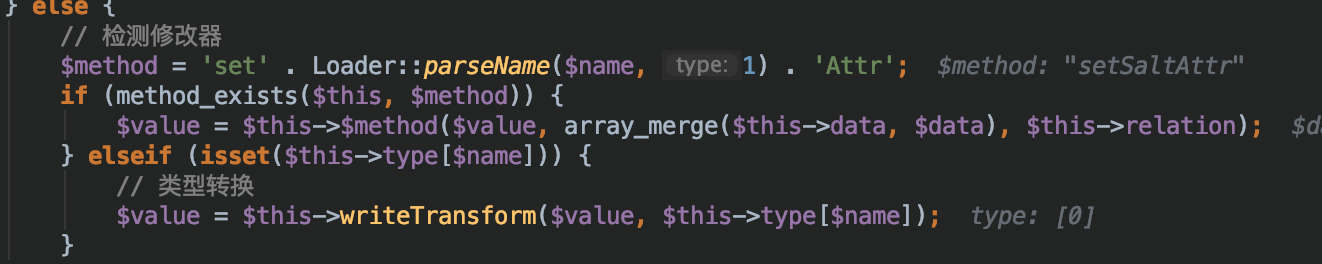 } else {
// 检测修改器
$method = 'set' . Loader::parseName($name, type: 1) . 'Attr'; $method: "setSaltAttr"
if (method_exists($this, $method)) {
$value = $this->$method($value, array_merge($this->data, $data), $this->relation); $da
} elseif (isset($this->type[$name])) {
// 类型转换
$value = $this->writeTransform($value, $this->type[$name]); type: [0]
}